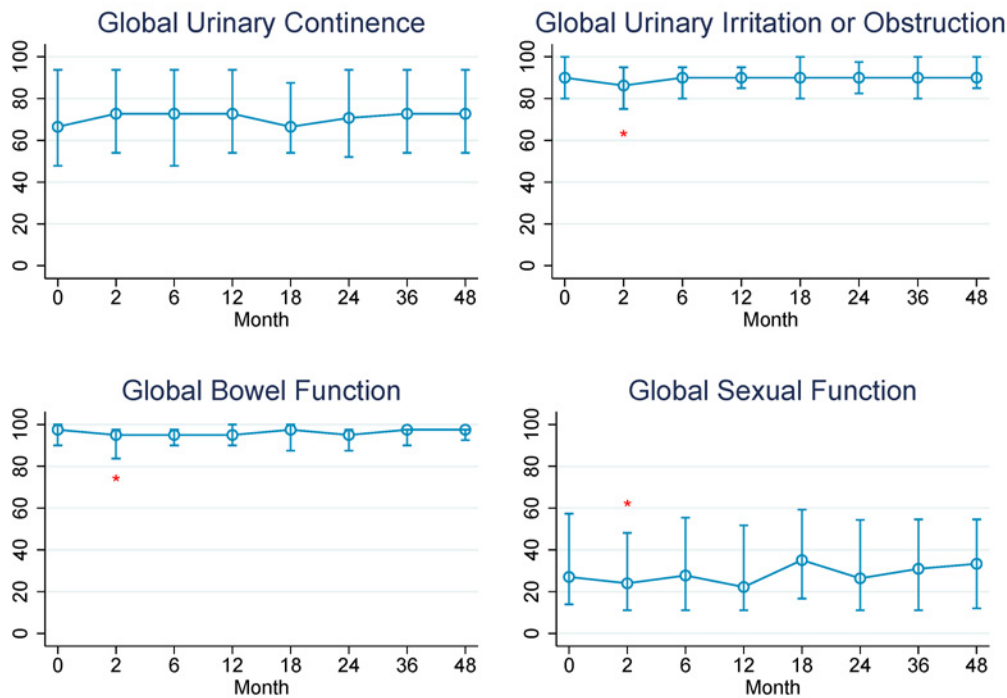 Global Urinary Continence
100
80
60
40
20
0
0 2 6 12 18 24 36 48
Month
Global Urinary Irritation or Obstruction
100
80
60
40
20
0
*
0 2 6 12 18 24 36 48
Month
Global Bowel Function
100
80
60
40
20
0
*
0 2 6 12 18 24 36 48
Month
Global Sexual Function
100
80
60
40
20
0
*
0 2 6 12 18 24 36 48
Month